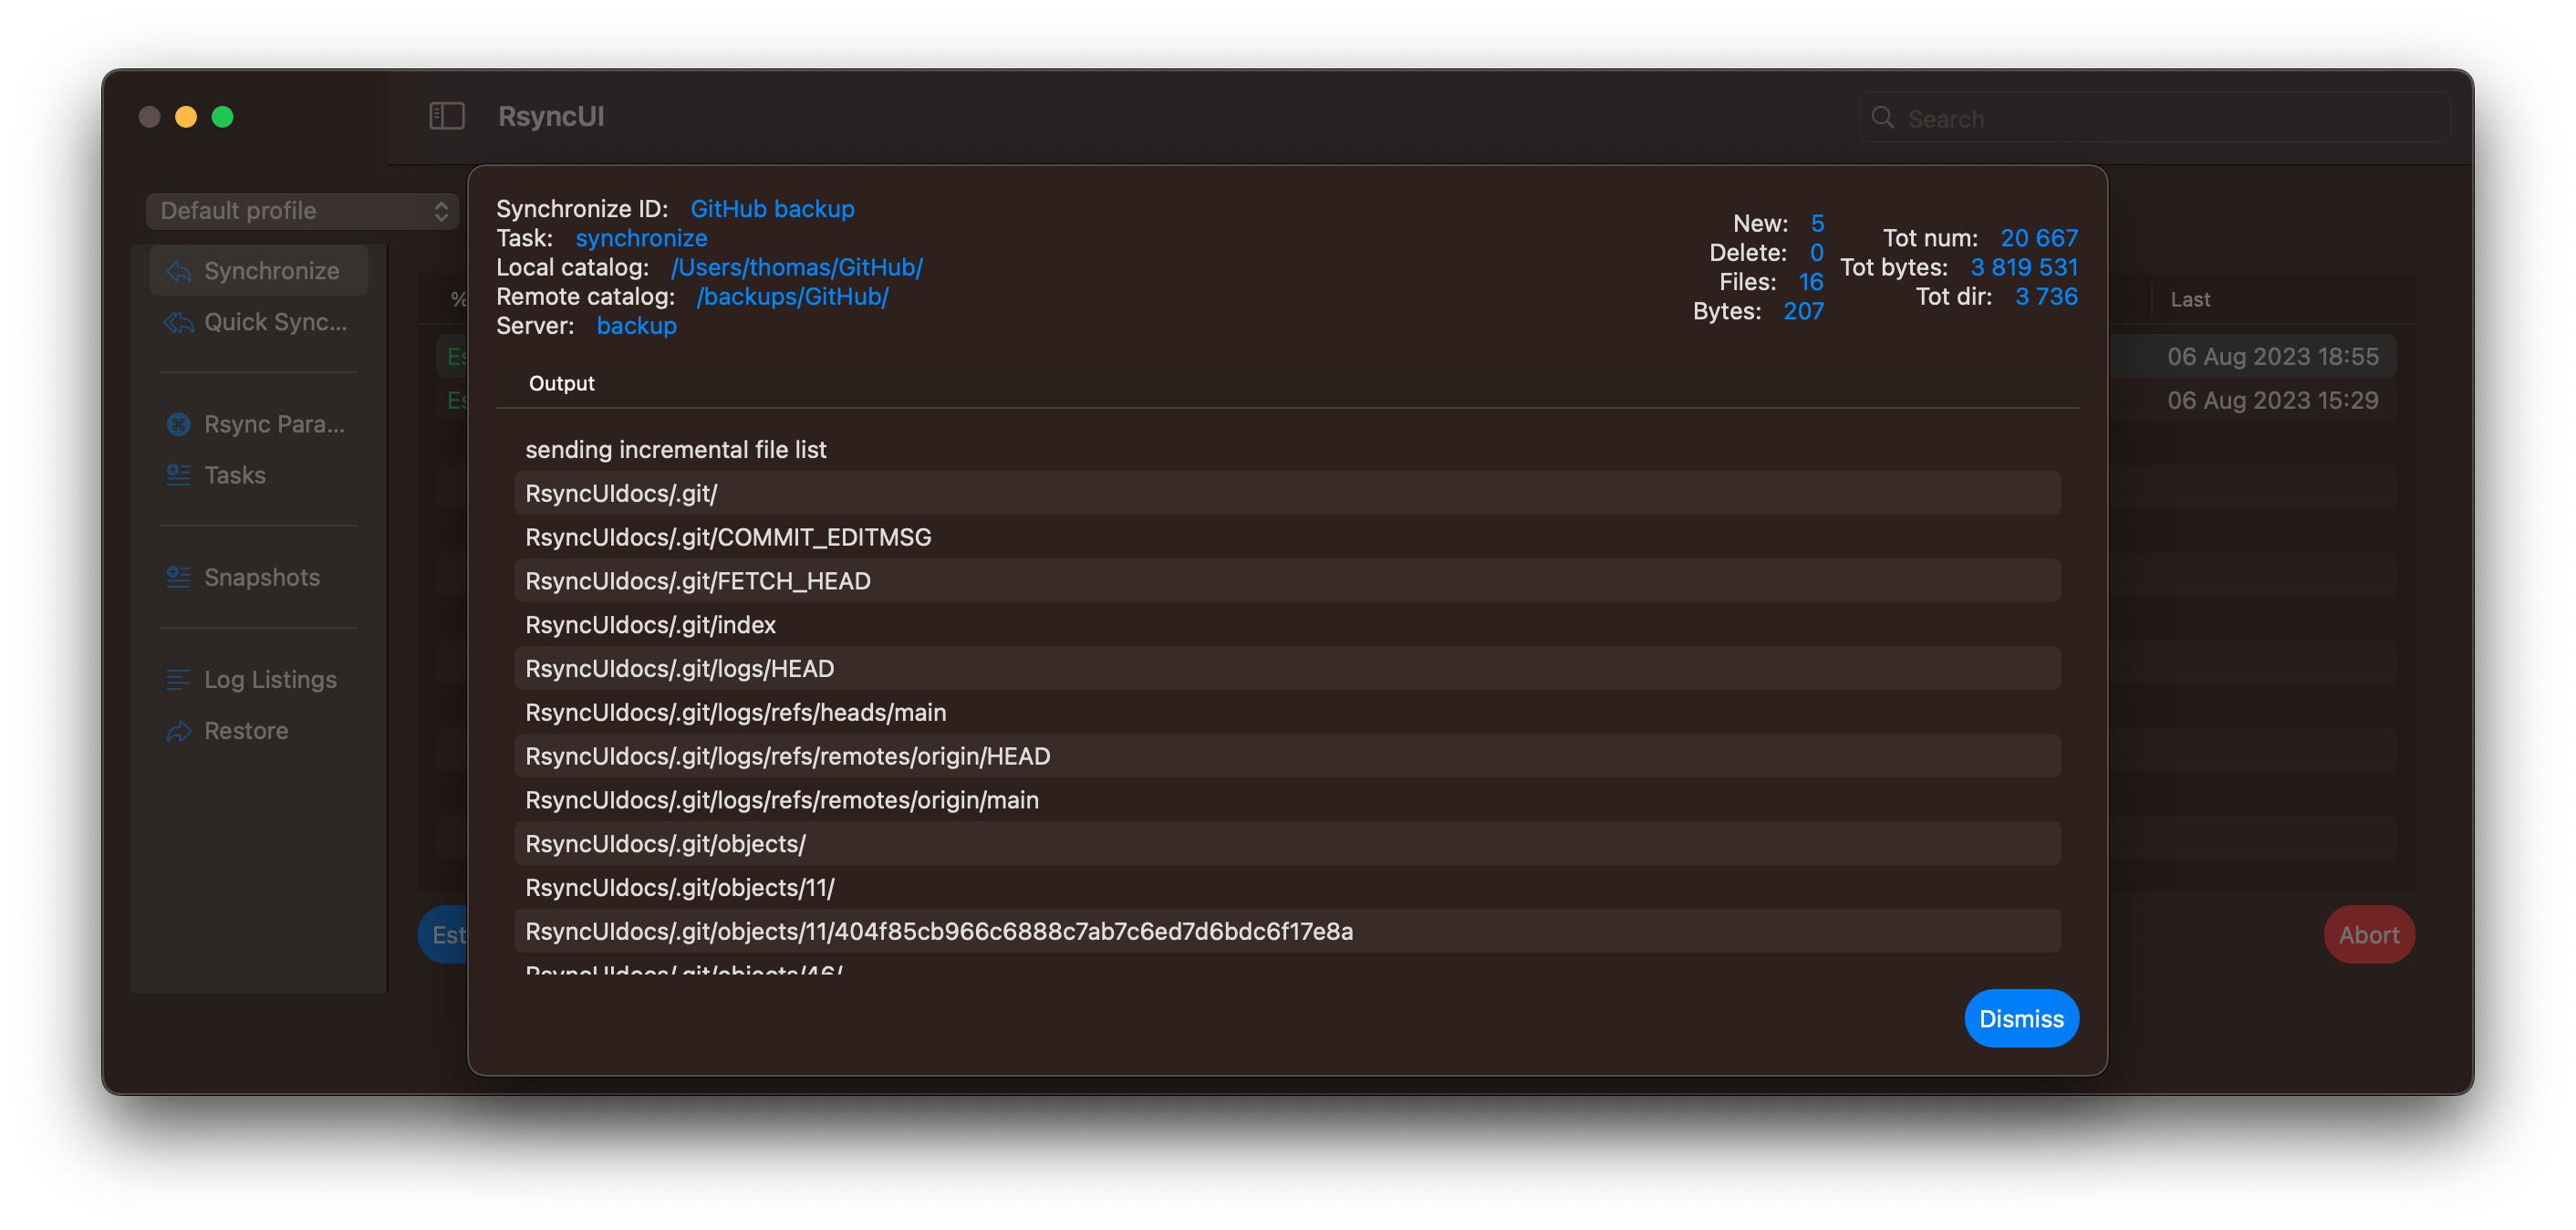 RsyncUI
Search
Default profile
Synchronize
Quick Sync...
Rsync Para...
Tasks
Snapshots
Log Listings
Restore
%
Last
Es
06 Aug 2023 18:55
Es
06 Aug 2023 15:29
Est
Abort
Synchronize ID: GitHub backup
Task: synchronize
Local catalog: /Users/thomas/GitHub/
Remote catalog: /backups/GitHub/
Server: backup
New: 5
Delete: 0
Files: 16
Bytes: 207
Tot num: 20 667
Tot bytes: 3 819 531
Tot dir: 3 736
Output
sending incremental file list
RsyncUIdocs/.git/
RsyncUIdocs/.git/COMMIT_EDITMSG
RsyncUIdocs/.git/FETCH_HEAD
RsyncUIdocs/.git/index
RsyncUIdocs/.git/logs/HEAD
RsyncUIdocs/.git/logs/refs/heads/main
RsyncUIdocs/.git/logs/refs/remotes/origin/HEAD
RsyncUIdocs/.git/logs/refs/remotes/origin/main
RsyncUIdocs/.git/objects/
RsyncUIdocs/.git/objects/11/
RsyncUIdocs/.git/objects/11/404f85cb966c6888c7ab7c6ed7d6bdc6f17e8a
RsyncUIdocs/.git/objects/46/
Dismiss